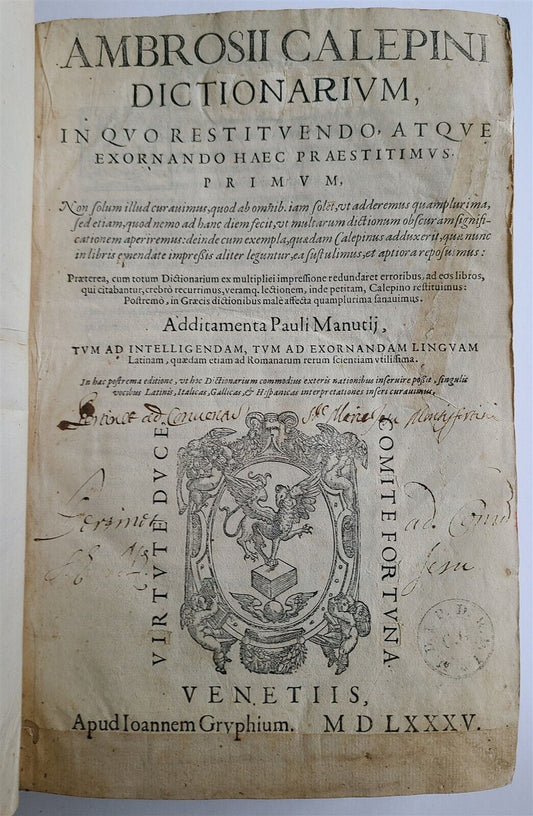 AMBROSII CALEPINI
DICTIONARIVM,
IN QVO RESTITVENDO, ATQVE
EXORNANDO HAEC PRAESTITIMVS.
PRIMVM,
Non solum illud curauimus, quod ab omnib. iam solet, vt adderemus quamplurima,
sed etiam, quod nemo ad hanc diem fecit, vt multarum dictionum obscuram signifi-
cationem aperiremus: deinde cum exempla, quædam Calepinus adduxerit, quæ nunc
in libris emendate impressis aliter leguntur, ea sustulimus, et aptiora reposuimus:
Præterea, cum totum Dictionarium ex multiplici impressione redundaret erroribus, ad eos libros,
qui citabantur, crebrò recurrimus, veramq. lectionem, inde petitam, Calepino restituimus:
Postremò, in Græcis dictionibus malè affecta quamplurima sanauimus.
Additamenta Pauli Manutij,
TVM AD INTELLIGENDAM, TVM AD EXORNANDAM LINGVAM
Latinam, quædam etiam ad Romanarum rerum scientiam vtilissima.
In hac postrema editione, vt hoc Dictionarium commodius exteris nationibus inseruire possit, singulis
vocibus Latinis, Italicas, Gallicas & Hispanicas interpretationes inseri curauimus.
ad
VIRTVTE DVCE
COMITE FORTVNA
ad
VENETIIS,
Apud Ioannem Gryphium. M D LXXXV.